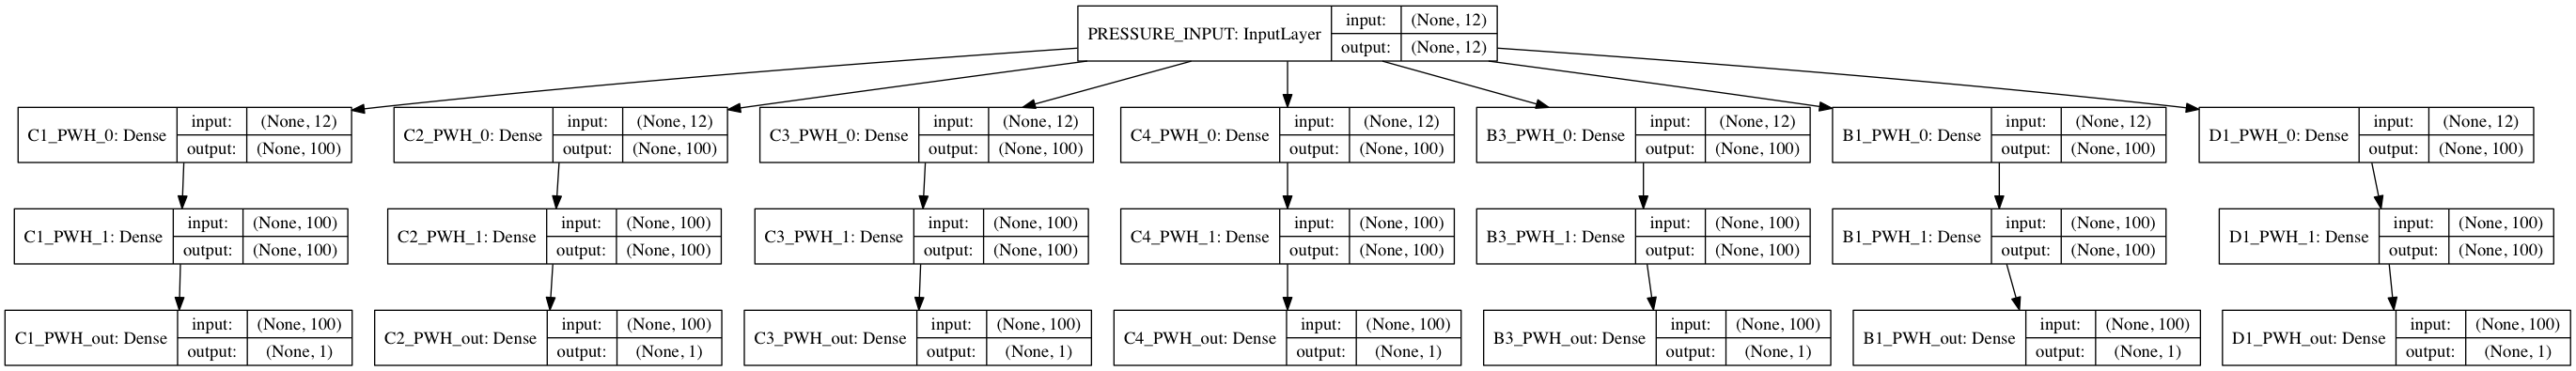 PRESSURE_INPUT: InputLayer
input: (None, 12)
output: (None, 12)
C1_PWH_0: Dense
input: (None, 12)
output: (None, 100)
C2_PWH_0: Dense
input: (None, 12)
output: (None, 100)
C3_PWH_0: Dense
input: (None, 12)
output: (None, 100)
C4_PWH_0: Dense
input: (None, 12)
output: (None, 100)
B3_PWH_0: Dense
input: (None, 12)
output: (None, 100)
B1_PWH_0: Dense
input: (None, 12)
output: (None, 100)
D1_PWH_0: Dense
input: (None, 12)
output: (None, 100)
C1_PWH_1: Dense
input: (None, 100)
output: (None, 100)
C2_PWH_1: Dense
input: (None, 100)
output: (None, 100)
C3_PWH_1: Dense
input: (None, 100)
output: (None, 100)
C4_PWH_1: Dense
input: (None, 100)
output: (None, 100)
B3_PWH_1: Dense
input: (None, 100)
output: (None, 100)
B1_PWH_1: Dense
input: (None, 100)
output: (None, 100)
D1_PWH_1: Dense
input: (None, 100)
output: (None, 100)
C1_PWH_out: Dense
input: (None, 100)
output: (None, 1)
C2_PWH_out: Dense
input: (None, 100)
output: (None, 1)
C3_PWH_out: Dense
input: (None, 100)
output: (None, 1)
C4_PWH_out: Dense
input: (None, 100)
output: (None, 1)
B3_PWH_out: Dense
input: (None, 100)
output: (None, 1)
B1_PWH_out: Dense
input: (None, 100)
output: (None, 1)
D1_PWH_out: Dense
input: (None, 100)
output: (None, 1)